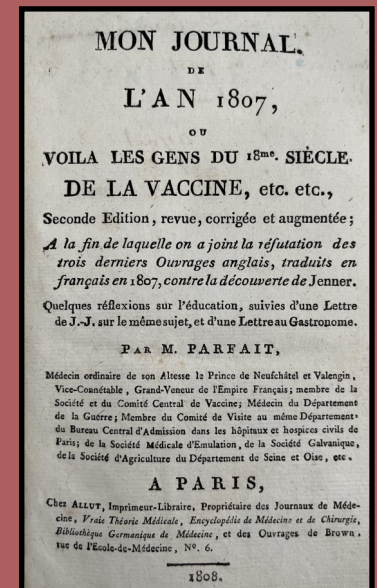 MON JOURNAL.
DE
L'AN 1807,
OU
VOILA LES GENS DU 18me. SIÈCLE.
DE LA VACCINE, etc. etc.,
Seconde Edition, revue, corrigée et augmentée;
A la fin de laquelle on a joint la réfutation des
trois derniers Ouvrages anglais, traduits en
français en 1807, contre la découverte de Jenner.
Quelques réflexions sur l'éducation, suivies d'une Lettre
de J.-J. sur le même sujet, et d'une Lettre au Gastronome.
PAR M. PARFAIT,
Médecin ordinaire de son Altesse le Prince de Neufchâtel et Valengin,
Vice-Connétable, Grand-Veneur de l'Empire Français; membre de la
Société et du Comité Central de Vaccine; Médecin du Département
de la Guerre; Membre du Comité de Visite au même Département,
du Bureau Central d'Admission dans les hôpitaux et hospices civils de
Paris; de la Société Médicale d'Emulation, de la Société Galvanique,
de la Société d'Agriculture du Département de Seine et Oise, etc.
A PARIS,
Chez ALLUT, Imprimeur-Libraire, Propriétaire des Journaux de Méde-
cine, Vraie Théorie Médicale, Encyclopédie de Médecine et de Chirurgie,
Bibliothèque Germanique de Médecine, et des Ouvrages de Brown,
rue de l'Ecole-de-Médecine, No. 6.
1808.